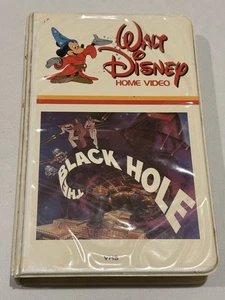 WALT
DISNEY
HOME VIDEO
THE BLACK HOLE
VHS